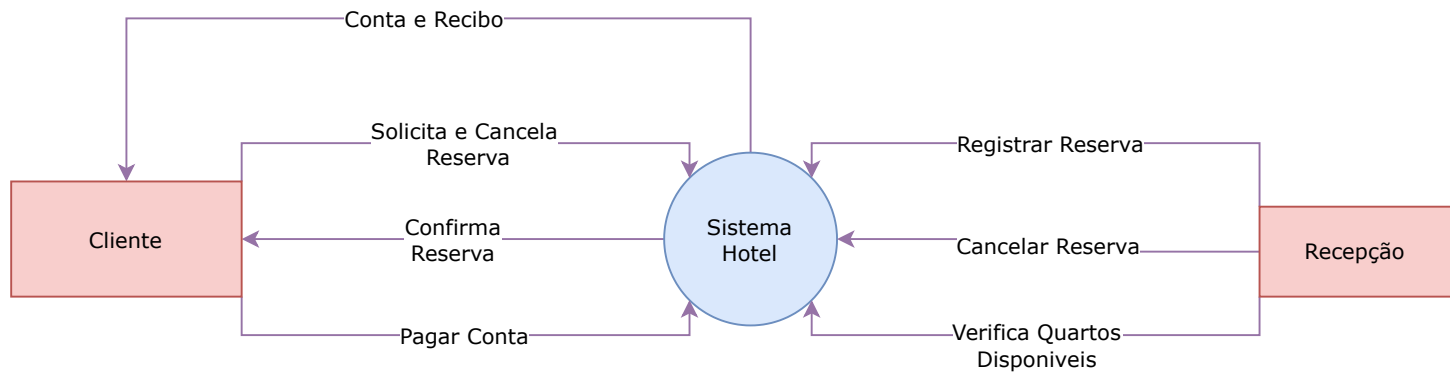 Conta e Recibo
Solicita e Cancela
Reserva
Registrar Reserva
Cliente
Confirma
Reserva
Sistema
Hotel
Cancelar Reserva
Recepção
Pagar Conta
Verifica Quartos
Disponiveis